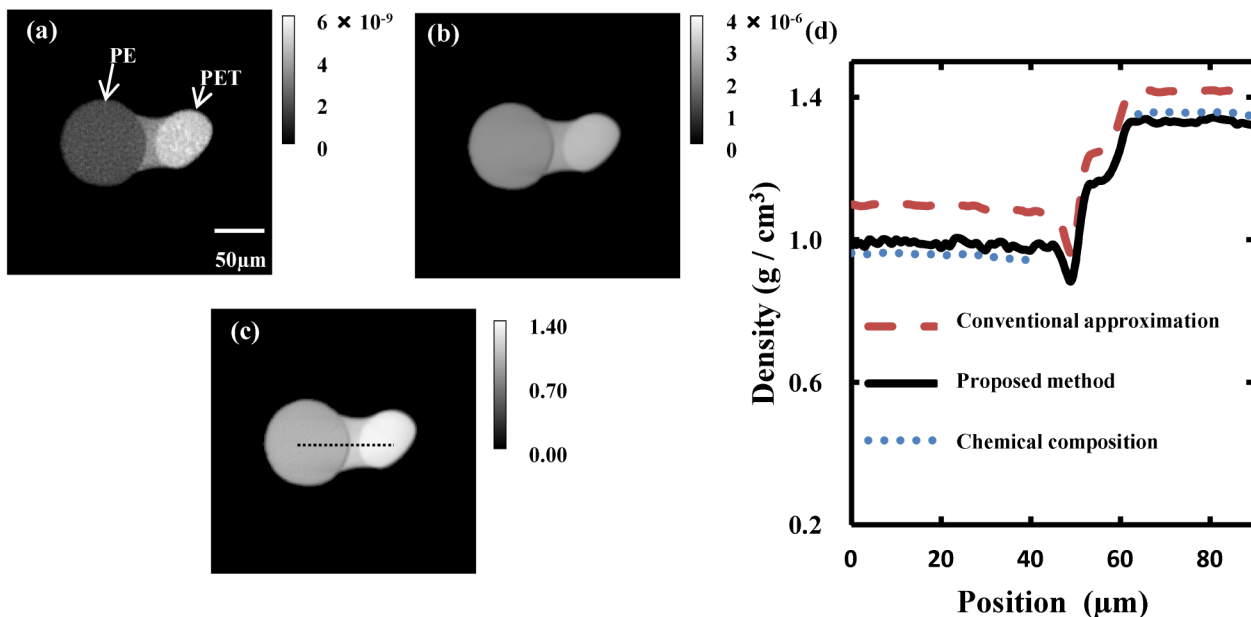 (a)
PE
PET
50μm
6 × 10⁻⁹
4
2
0
(b)
4 × 10⁻⁶
3
2
1
0
(c)
1.40
0.70
0.00
(d)
Density (g / cm³)
1.4
1.0
0.6
0.2
Conventional approximation
Proposed method
Chemical composition
0 20 40 60 80
Position (μm)